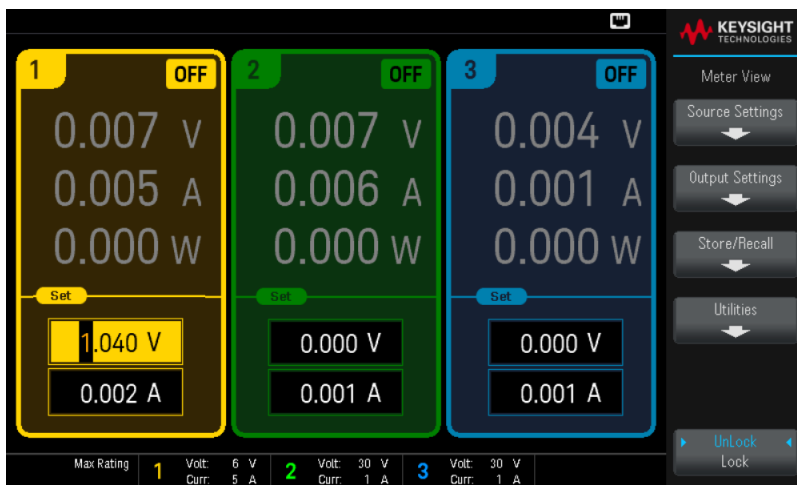 KEYSIGHT
TECHNOLOGIES
Meter View
1 OFF 2 OFF 3 OFF
Source Settings
0.007 V 0.007 V 0.004 V
0.005 A 0.006 A 0.001 A
Output Settings
0.000 W 0.000 W 0.000 W
Store/Recall
Set Set Set
Utilities
1.040 V 0.000 V 0.000 V
0.002 A 0.001 A 0.001 A
UnLock
Lock
Max Rating 1 Volt: 6 V 2 Volt: 30 V 3 Volt: 30 V
Curr: 5 A Curr: 1 A Curr: 1 A